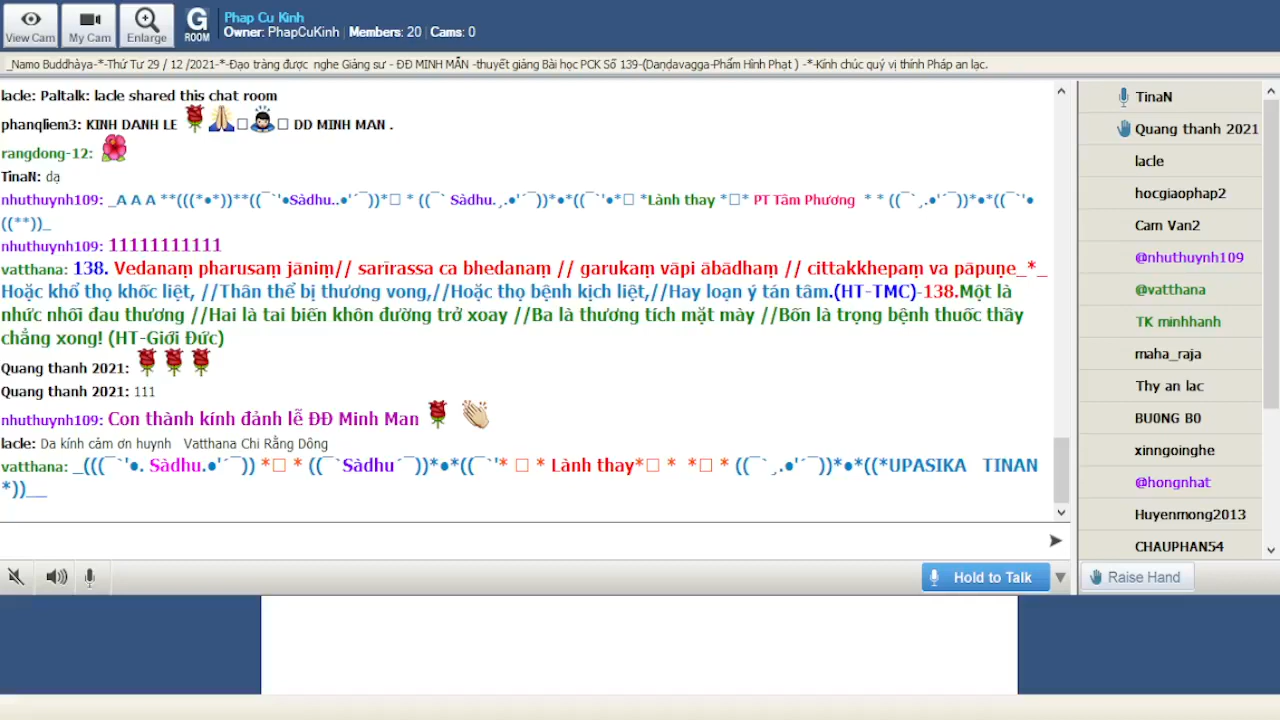 View Cam
My Cam
Enlarge
G
ROOM
Phap Cu Kinh
Owner: PhapCuKinh | Members: 20 | Cams: 0
_Namo Buddhàya-*-Thứ Tư 29 / 12 /2021-*-Đạo tràng được nghe Giảng sư - ĐĐ MINH MẪN -thuyết giảng Bài học PCK Số 139-(Daṇḍavagga-Phẩm Hình Phạt ) -*-Kính chúc quý vị thính Pháp an lạc.
lacle: Paltalk: lacle shared this chat room
phanqliem3: KINH DANH LE 🌹🙏□🙇□ DD MINH MAN .
rangdong-12: 🌺
TinaN: dạ
nhuthuynh109: _A A A **(((*●*))**((¯`'●Sàdhu..●'´¯))*□ * ((¯` Sàdhu.¸.●'´¯))*●*((¯`'●*□ *Lành thay *□* PT Tâm Phương * * ((¯`¸.●'´¯))*●*((¯`'●
((**))_
nhuthuynh109: 11111111111
vatthana: 138. Vedanaṃ pharusaṃ jāniṃ// sarīrassa ca bhedanaṃ // garukaṃ vāpi ābādhaṃ // cittakkhepaṃ va pāpuṇe_*_
Hoặc khổ thọ khốc liệt, //Thân thể bị thương vong,//Hoặc thọ bệnh kịch liệt,//Hay loạn ý tán tâm.(HT-TMC)-138.Một là
nhức nhối đau thương //Hai là tai biến khôn đường trở xoay //Ba là thương tích mặt mày //Bốn là trọng bệnh thuốc thầy
chẳng xong! (HT-Giới Đức)
Quang thanh 2021: 🌹🌹🌹
Quang thanh 2021: 111
nhuthuynh109: Con thành kính đảnh lễ ĐĐ Minh Man 🌹 👏
lacle: Da kính cảm ơn huynh Vatthana Chi Rằng Dông
vatthana: _(((¯`'●. Sàdhu.●'´¯)) *□ * ((¯`Sàdhu´¯))*●*((¯`'* □ * Lành thay*□ * *□ * ((¯`¸.●'´¯))*●*((*UPASIKA TINAN
*))__
Hold to Talk
TinaN
Quang thanh 2021
lacle
hocgiaophap2
Cam Van2
@nhuthuynh109
@vatthana
TK minhhanh
maha_raja
Thy an lac
BU0NG B0
xinngoinghe
@hongnhat
Huyenmong2013
CHAUPHAN54
Raise Hand